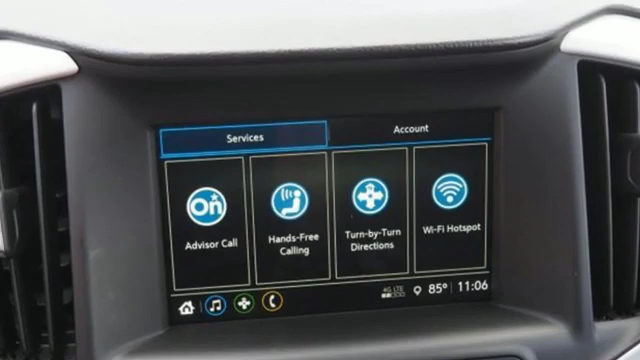 Services
Account
On
Advisor Call
Hands-Free
Calling
Turn-by-Turn
Directions
Wi-Fi Hotspot
4G LTE
85° 11:06